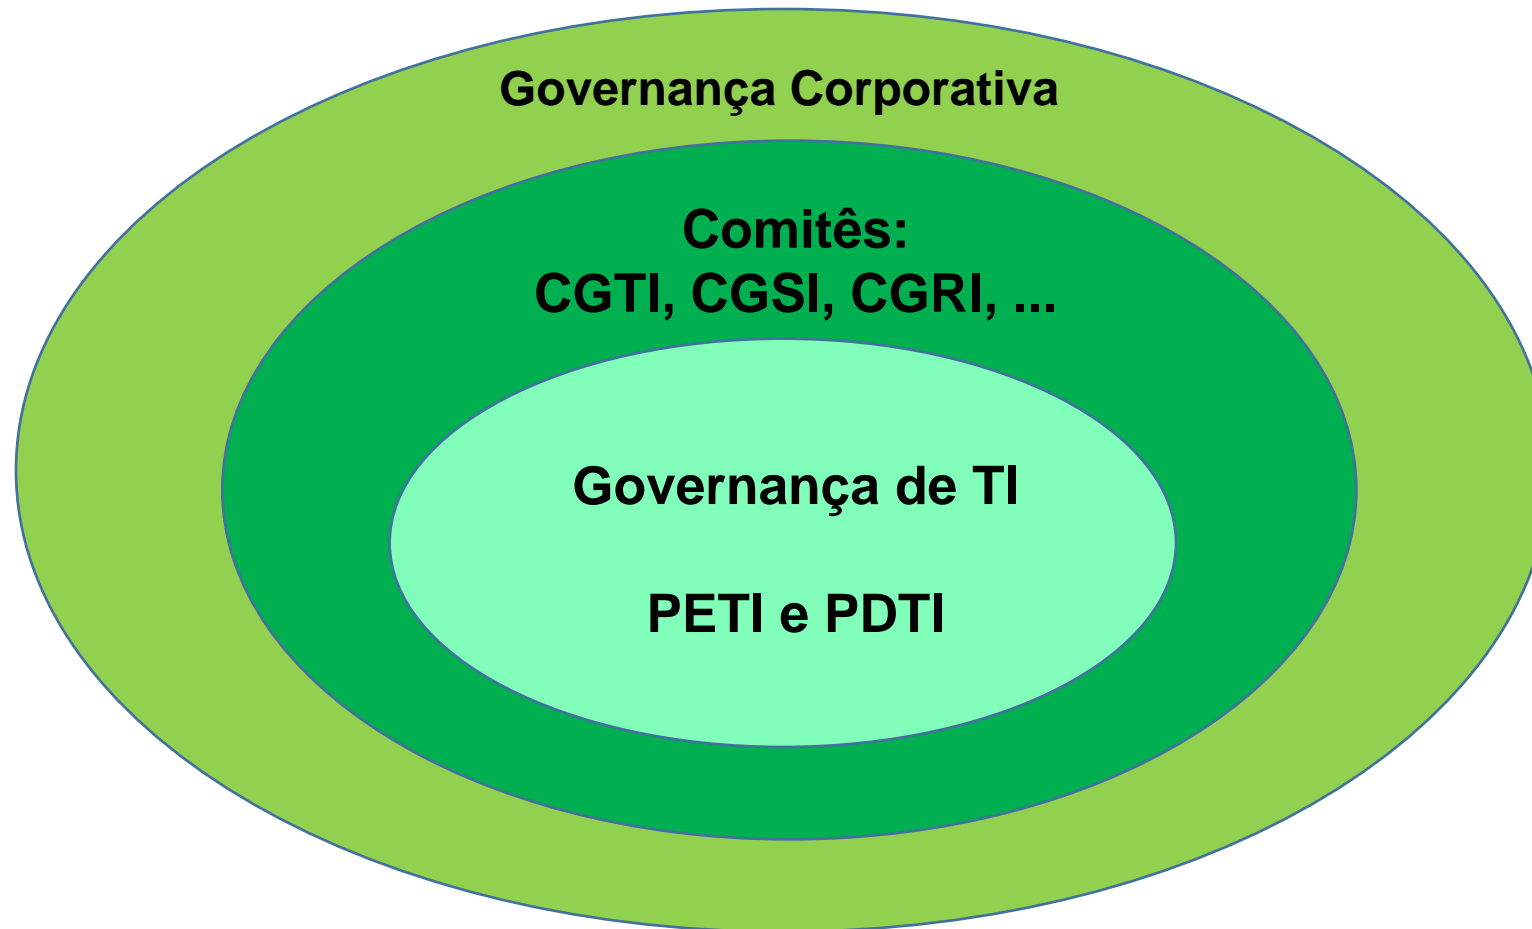 Governança Corporativa
Comitês:
CGTI, CGSI, CGRI, ...
Governança de TI
PETI e PDTI